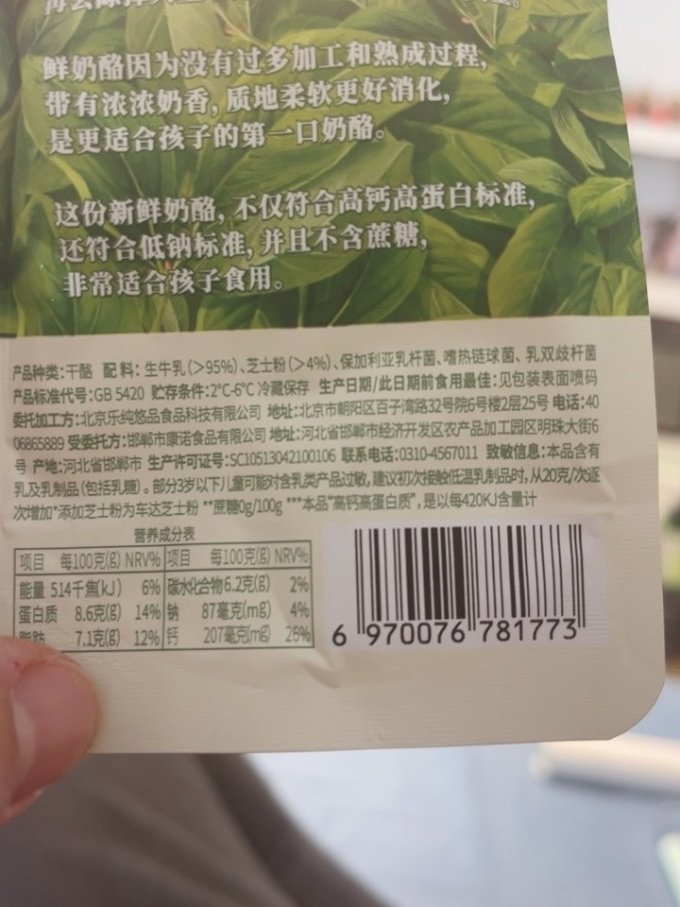 鲜奶酪因为没有过多加工和熟成过程,
带有浓浓奶香, 质地柔软更好消化,
是更适合孩子的第一口奶酪。
这份新鲜奶酪, 不仅符合高钙高蛋白标准,
还符合低钠标准, 并且不含蔗糖,
非常适合孩子食用。
产品种类: 干酪 配料: 生牛乳(>95%)、芝士粉(>4%)、保加利亚乳杆菌、嗜热链球菌、乳双歧杆菌
产品标准代号: GB 5420 贮存条件: 2°C-6°C 冷藏保存 生产日期/此日期前食用最佳: 见包装表面喷码
委托加工方: 北京乐纯悠品食品科技有限公司 地址: 北京市朝阳区百子湾路32号院6号楼2层25号 电话: 40
06865889 受委托方: 邯郸市康诺食品有限公司 地址: 河北省邯郸市经济开发区农产品加工园区明珠大街6
号 产地: 河北省邯郸市 生产许可证号: SC10513042100106 联系电话: 0310-4567011 致敏信息: 本品含有
乳及乳制品 (包括乳糖)。部分3岁以下儿童可能对含乳类产品过敏, 建议初次接触低温乳制品时, 从20克/次逐
次增加 *添加芝士粉为车达芝士粉 **蔗糖0g/100g ***本品"高钙高蛋白质", 是以每420KJ含量计
营养成分表
项目 每100克(g) NRV% 项目 每100克(g) NRV%
能量 514千焦(kJ) 6% 碳水化合物 6.2克(g) 2%
蛋白质 8.6克(g) 14% 钠 87毫克(mg) 4%
脂肪 7.1克(g) 12% 钙 207毫克(mg) 26%
6 970076 781773